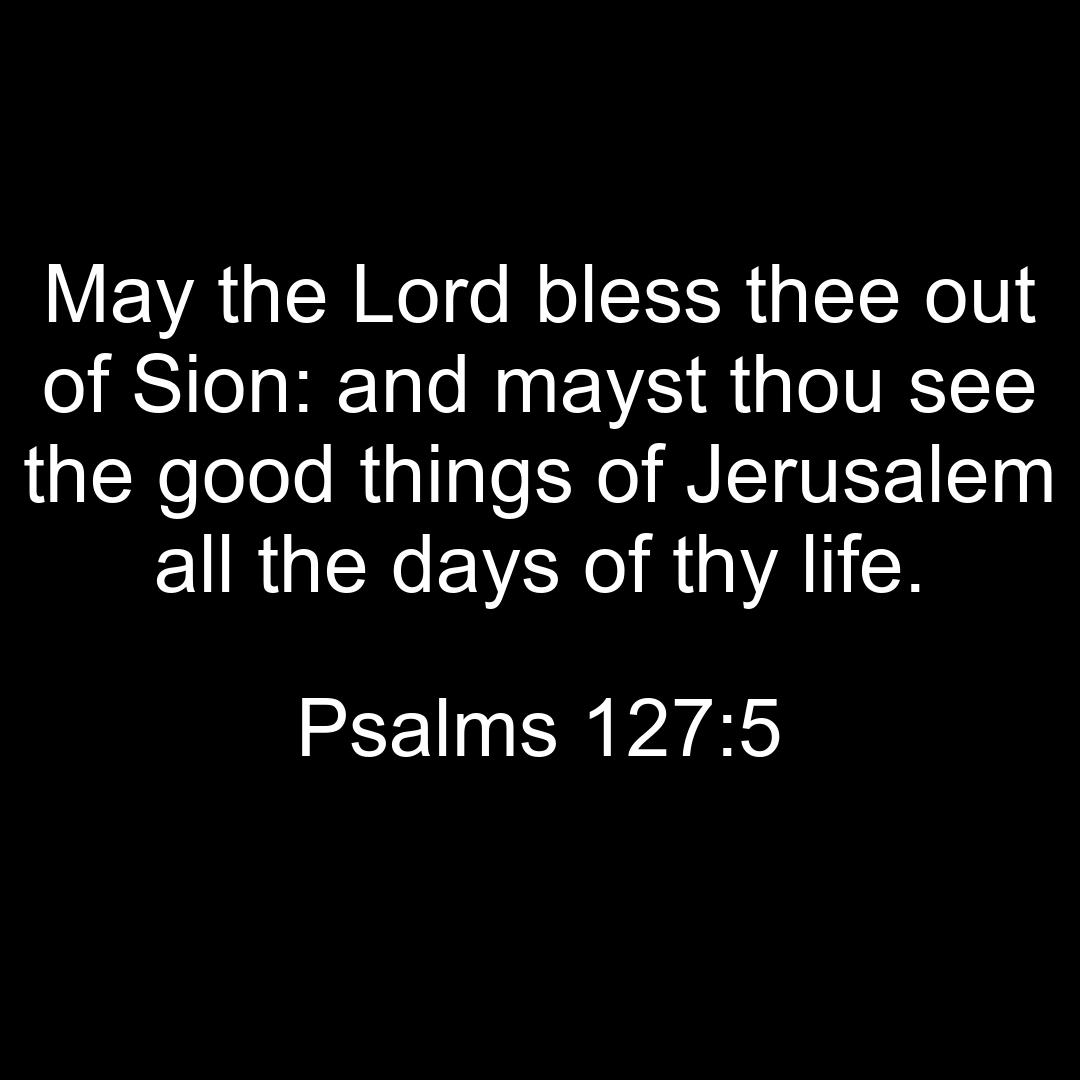 May the Lord bless thee out
of Sion: and mayst thou see
the good things of Jerusalem
all the days of thy life.
Psalms 127:5